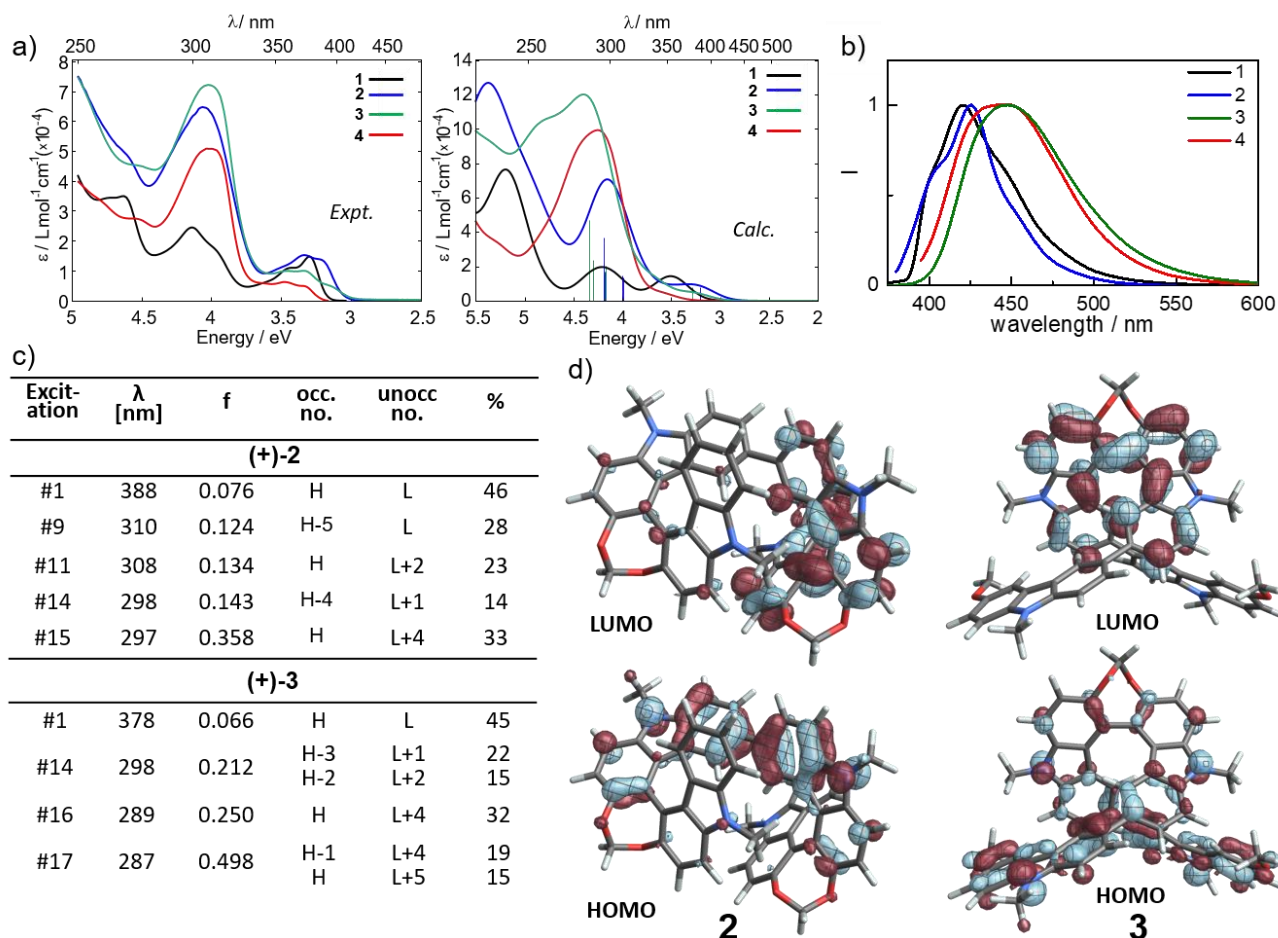 a)
λ/ nm
250 300 350 400 450
8
7
6
5
4
3
2
1
0
ε / Lmol⁻¹cm⁻¹(×10⁻⁴)
1
2
3
4
Expt.
5 4.5 4 3.5 3 2.5
Energy / eV
λ/ nm
250 300 350 400 450 500
14
12
10
8
6
4
2
0
ε / Lmol⁻¹cm⁻¹(×10⁻⁴)
1
2
3
4
Calc.
5.5 5 4.5 4 3.5 3 2.5 2
Energy / eV
b)
1
0
I
1
2
3
4
400 450 500 550 600
wavelength / nm
c)
Excit-ation λ [nm] f occ. no. unocc no. %
(+)-2
#1 388 0.076 H L 46
#9 310 0.124 H-5 L 28
#11 308 0.134 H L+2 23
#14 298 0.143 H-4 L+1 14
#15 297 0.358 H L+4 33
(+)-3
#1 378 0.066 H L 45
#14 298 0.212 H-3 L+1 22
H-2 L+2 15
#16 289 0.250 H L+4 32
#17 287 0.498 H-1 L+4 19
H L+5 15
d)
LUMO
LUMO
HOMO
2
HOMO
3